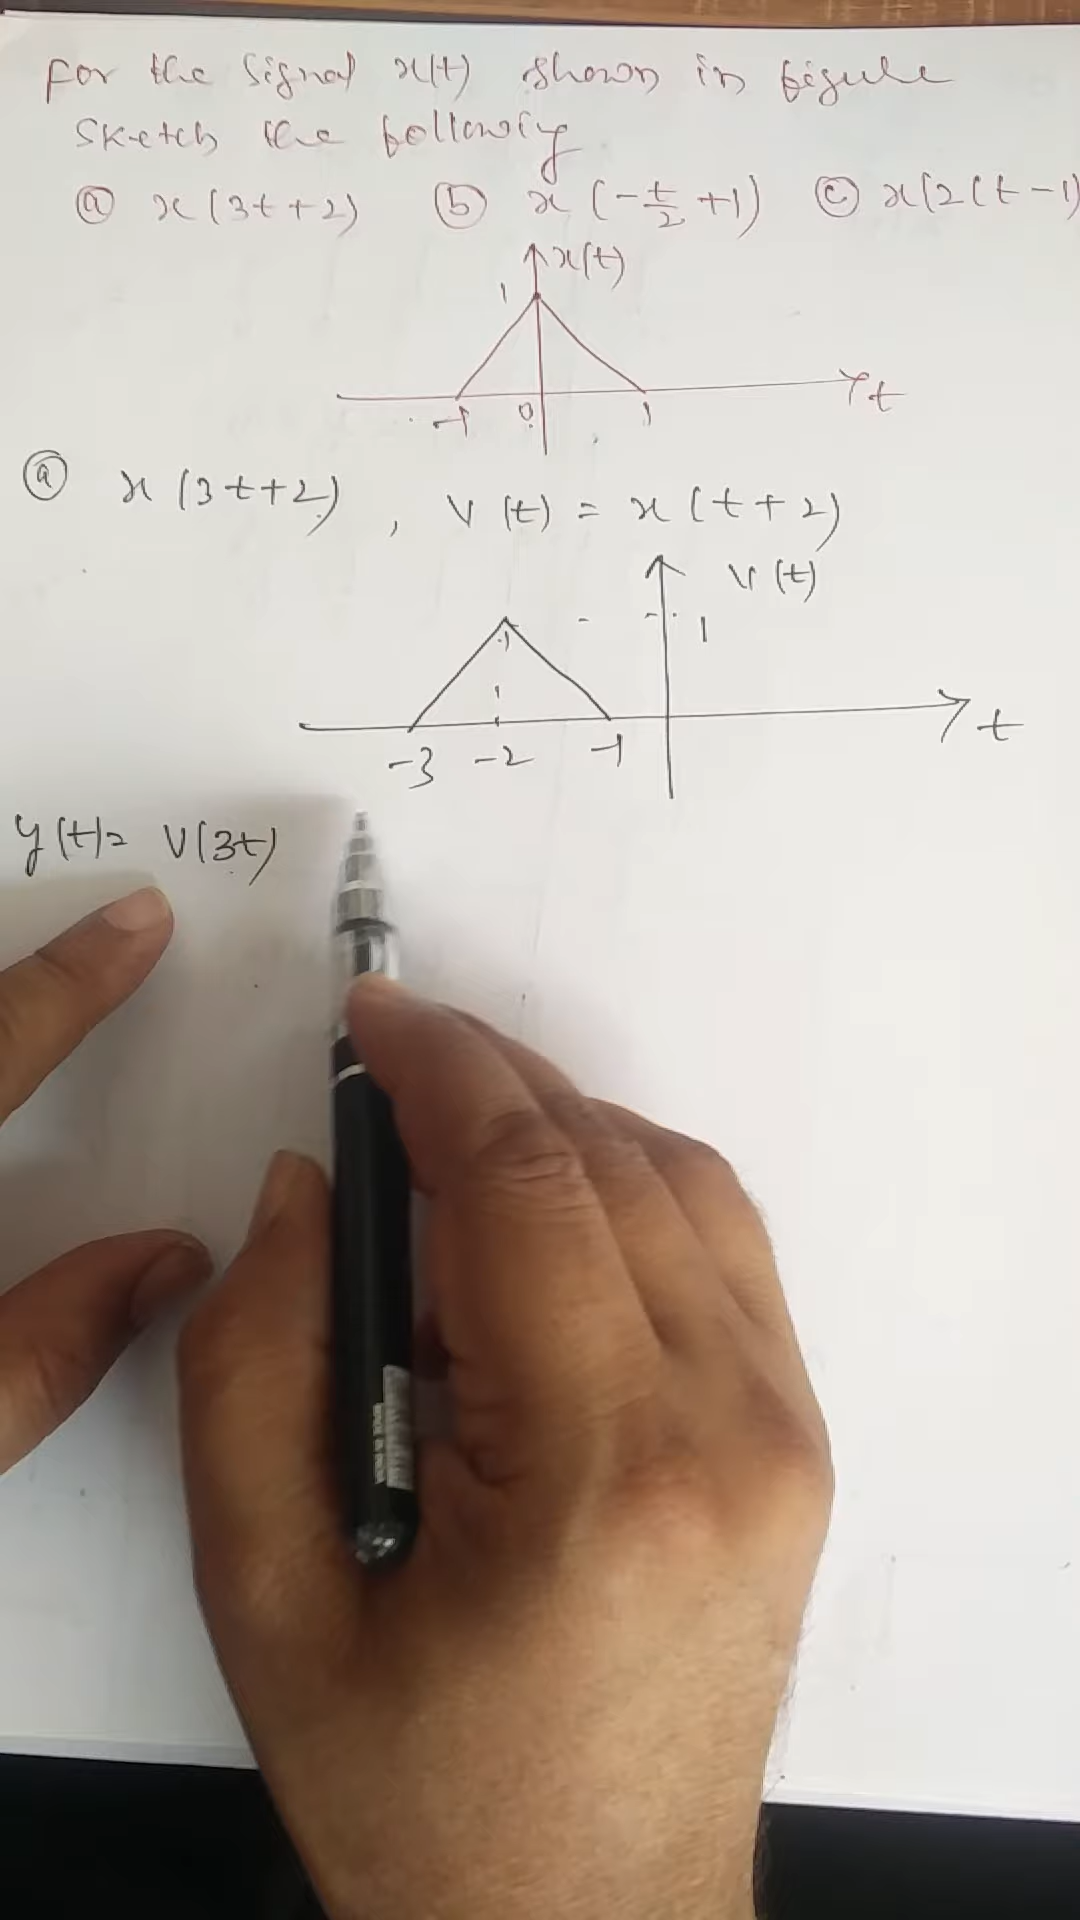 For the signal x(t) shown in figure
sketch the following
ⓐ x(3t+2) ⓑ x(-t/2+1) ⓒ x(2(t-1)
x(t)
1
-1 0 1 t
ⓐ x(3t+2), v(t) = x(t+2)
v(t)
1
-3 -2 -1 t
y(t)= v(3t)